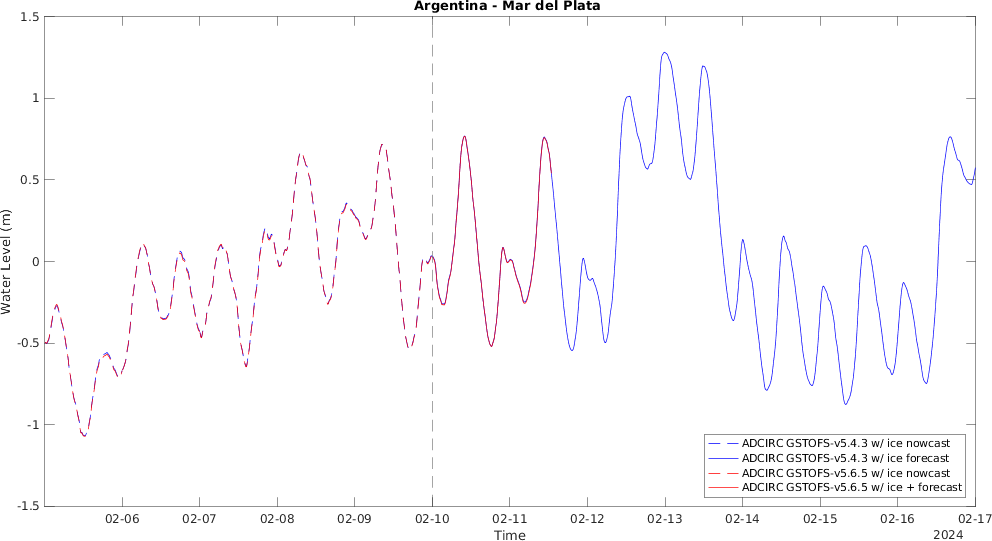 Argentina - Mar del Plata
1.5
1
0.5
0
-0.5
-1
-1.5
Water Level (m)
02-06 02-07 02-08 02-09 02-10 02-11 02-12 02-13 02-14 02-15 02-16 02-17
Time
2024
ADCIRC GSTOFS-v5.4.3 w/ ice nowcast
ADCIRC GSTOFS-v5.4.3 w/ ice forecast
ADCIRC GSTOFS-v5.6.5 w/ ice nowcast
ADCIRC GSTOFS-v5.6.5 w/ ice + forecast